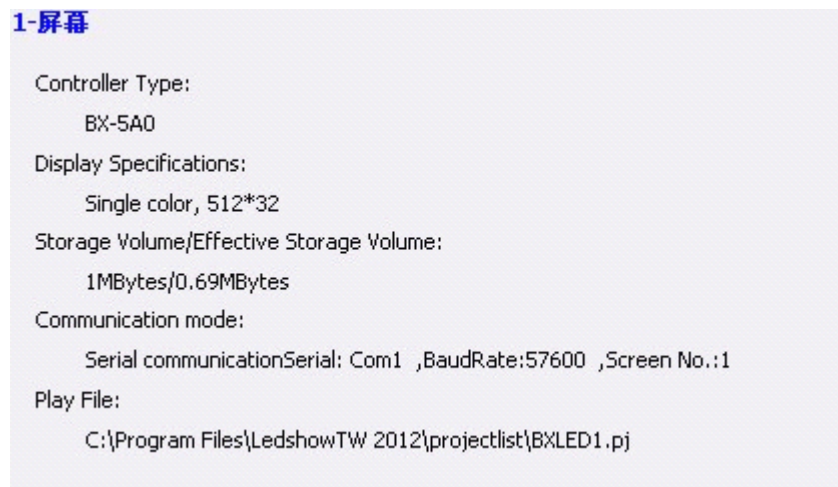 1-屏幕
Controller Type:
BX-5A0
Display Specifications:
Single color, 512*32
Storage Volume/Effective Storage Volume:
1MBytes/0.69MBytes
Communication mode:
Serial communicationSerial: Com1 ,BaudRate:57600 ,Screen No.:1
Play File:
C:\Program Files\LedshowTW 2012\projectlist\BXLED1.pj